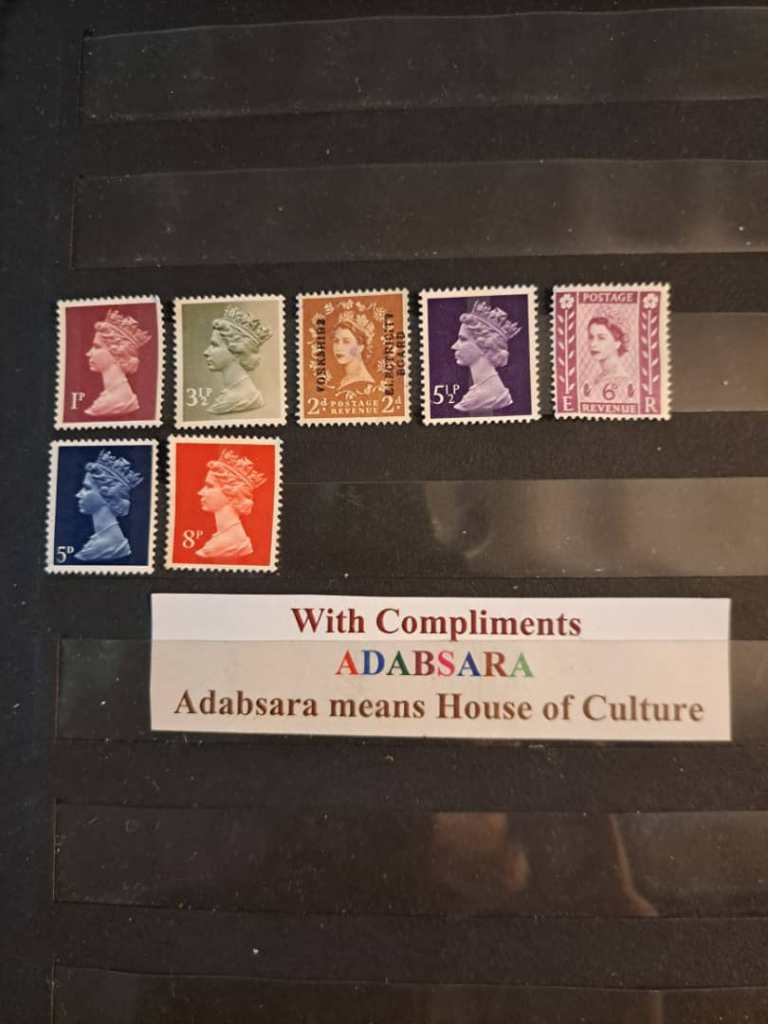 1P
3½P
YORKSHIRE
ELECTRICITY
BOARD
2d. POSTAGE 2d.
REVENUE
5½P
POSTAGE
6D
E REVENUE R
5D
8P
With Compliments
ADABSARA
Adabsara means House of Culture